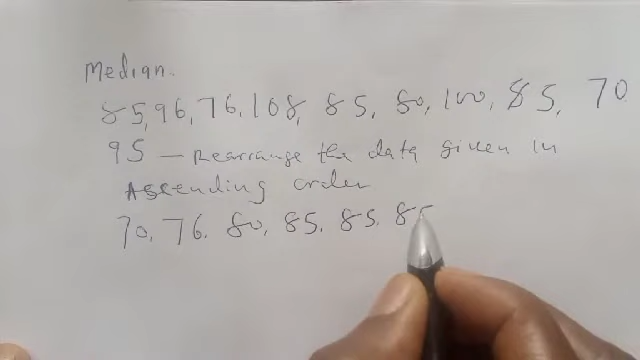 Median.
85, 96, 76, 108, 85, 80, 100, 85, 70
95 – Rearrange the data given in
Ascending order
70, 76, 80, 85, 85, 85